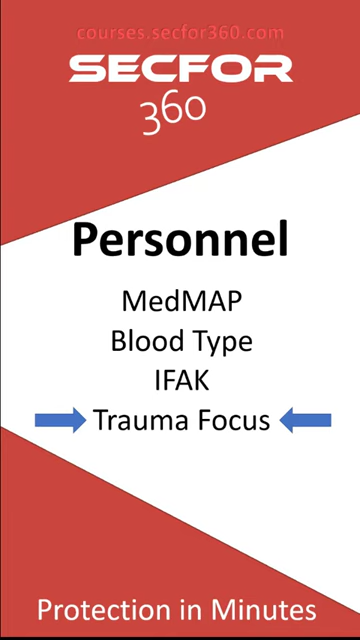 courses.secfor360.com
SECFOR
360
Personnel
MedMAP
Blood Type
IFAK
Trauma Focus
Protection in Minutes